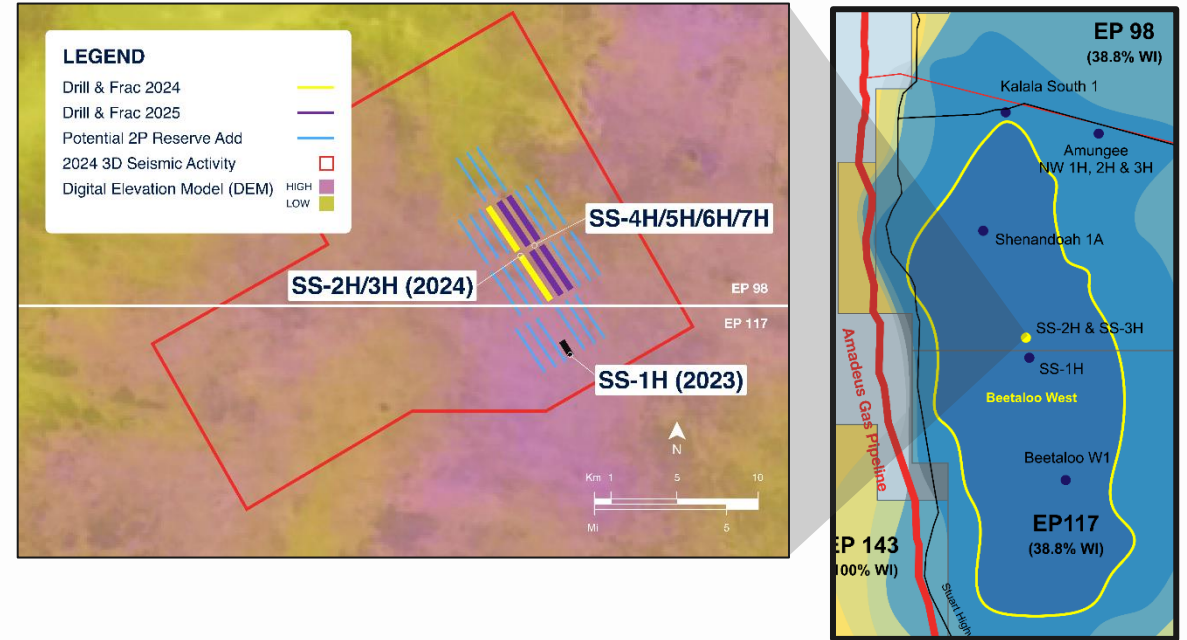 LEGEND
Drill & Frac 2024
Drill & Frac 2025
Potential 2P Reserve Add
2024 3D Seismic Activity
Digital Elevation Model (DEM)
HIGH
LOW
SS-4H/5H/6H/7H
SS-2H/3H (2024)
EP 98
EP 117
SS-1H (2023)
N
Km 1 5 10
Mi 5
EP 98
(38.8% WI)
Kalala South 1
Amungee
NW 1H, 2H & 3H
Shenandoah 1A
SS-2H & SS-3H
SS-1H
Beetaloo West
Amadeus Gas Pipeline
Beetaloo W1
EP117
(38.8% WI)
EP 143
100% WI)
Stuart High